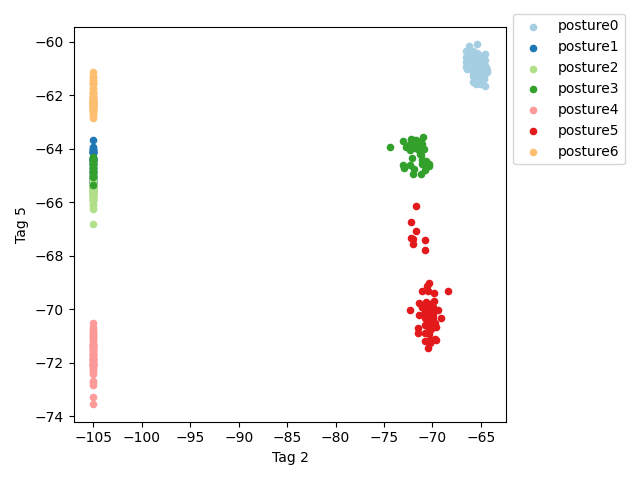 posture0
posture1
posture2
posture3
posture4
posture5
posture6
−60
−62
−64
−66
−68
−70
−72
−74
Tag 5
−105 −100 −95 −90 −85 −80 −75 −70 −65
Tag 2